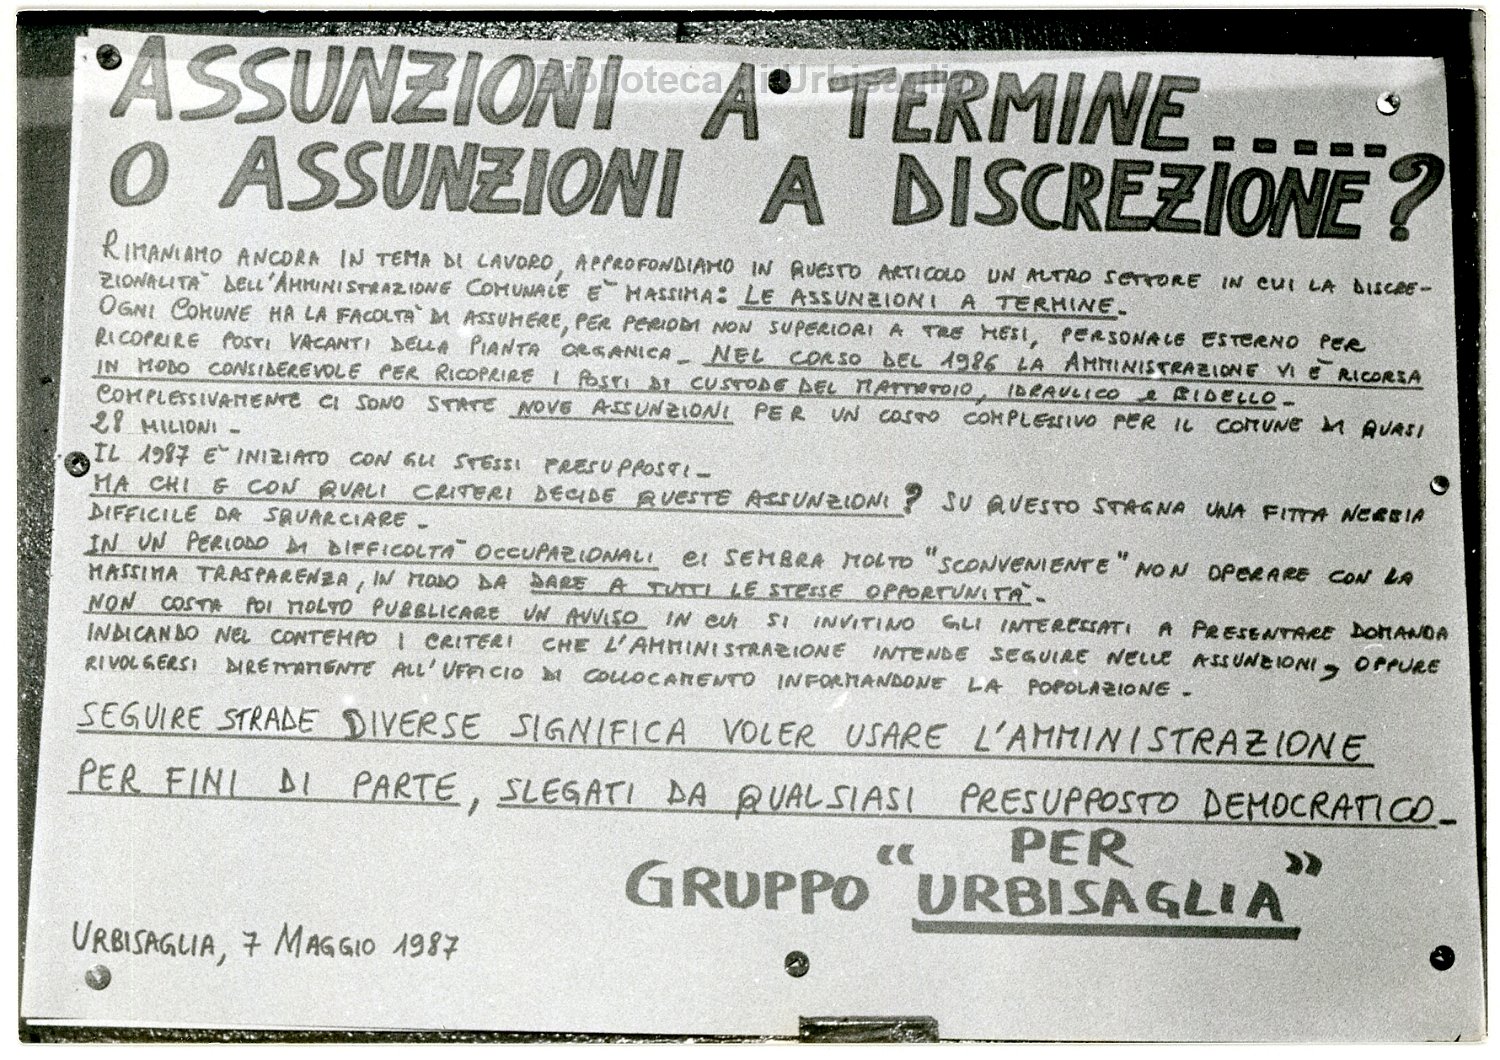 Biblioteca di Urbisaglia
ASSUNZIONI A TERMINE......
O ASSUNZIONI A DISCREZIONE?
RIMANIAMO ANCORA IN TEMA DI LAVORO, APPROFONDIAMO IN QUESTO ARTICOLO UN ALTRO SETTORE IN CUI LA DISCRE-
ZIONALITA' DELL'AMMINISTRAZIONE COMUNALE E' MASSIMA: LE ASSUNZIONI A TERMINE.
OGNI COMUNE HA LA FACOLTA' DI ASSUMERE, PER PERIODI NON SUPERIORI A TRE MESI, PERSONALE ESTERNO PER
RICOPRIRE POSTI VACANTI DELLA PIANTA ORGANICA_ NEL CORSO DEL 1986 LA AMMINISTRAZIONE VI E' RICORSA
IN MODO CONSIDEREVOLE PER RICOPRIRE I POSTI DI CUSTODE DEL MATTATOIO, IDRAULICO e BIDELLO_
COMPLESSIVAMENTE CI SONO STATE NOVE ASSUNZIONI PER UN COSTO COMPLESSIVO PER IL COMUNE DI QUASI
28 MILIONI_
IL 1987 E' INIZIATO CON GLI STESSI PRESUPPOSTI_
MA CHI E CON QUALI CRITERI DECIDE QUESTE ASSUNZIONI? SU QUESTO STAGNA UNA FITTA NEBBIA
DIFFICILE DA SQUARCIARE_
IN UN PERIODO DI DIFFICOLTA' OCCUPAZIONALI CI SEMBRA MOLTO "SCONVENIENTE" NON OPERARE CON LA
MASSIMA TRASPARENZA, IN MODO DA DARE A TUTTI LE STESSE OPPORTUNITA'_
NON COSTA POI MOLTO PUBBLICARE UN AVVISO IN CUI SI INVITINO GLI INTERESSATI A PRESENTARE DOMANDA
INDICANDO NEL CONTEMPO I CRITERI CHE L'AMMINISTRAZIONE INTENDE SEGUIRE NELLE ASSUNZIONI, OPPURE
RIVOLGERSI DIRETTAMENTE ALL'UFFICIO DI COLLOCAMENTO INFORMANDONE LA POPOLAZIONE_
SEGUIRE STRADE DIVERSE SIGNIFICA VOLER USARE L'AMMINISTRAZIONE
PER FINI DI PARTE, SLEGATI DA QUALSIASI PRESUPPOSTO DEMOCRATICO_
GRUPPO "PER
URBISAGLIA"
URBISAGLIA, 7 MAGGIO 1987